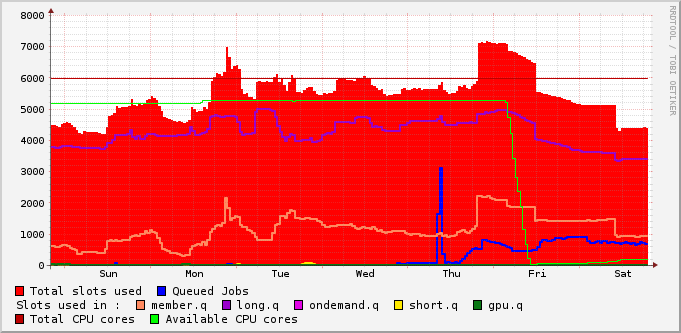 8000
7000
6000
5000
4000
3000
2000
1000
0
Sun Mon Tue Wed Thu Fri Sat
Total slots used Queued Jobs
Slots used in : member.q long.q ondemand.q short.q gpu.q
Total CPU cores Available CPU cores
RRDTOOL / TOBI OETIKER